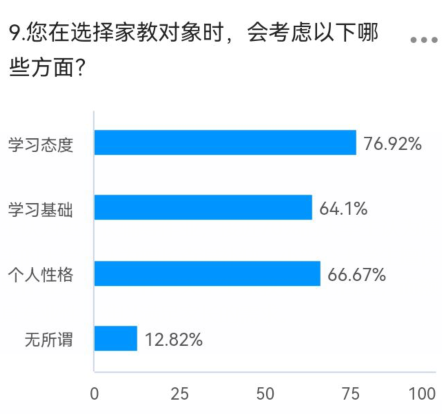 9.您在选择家教对象时，会考虑以下哪
些方面？
学习态度 76.92%
学习基础 64.1%
个人性格 66.67%
无所谓 12.82%
0 25 50 75 100